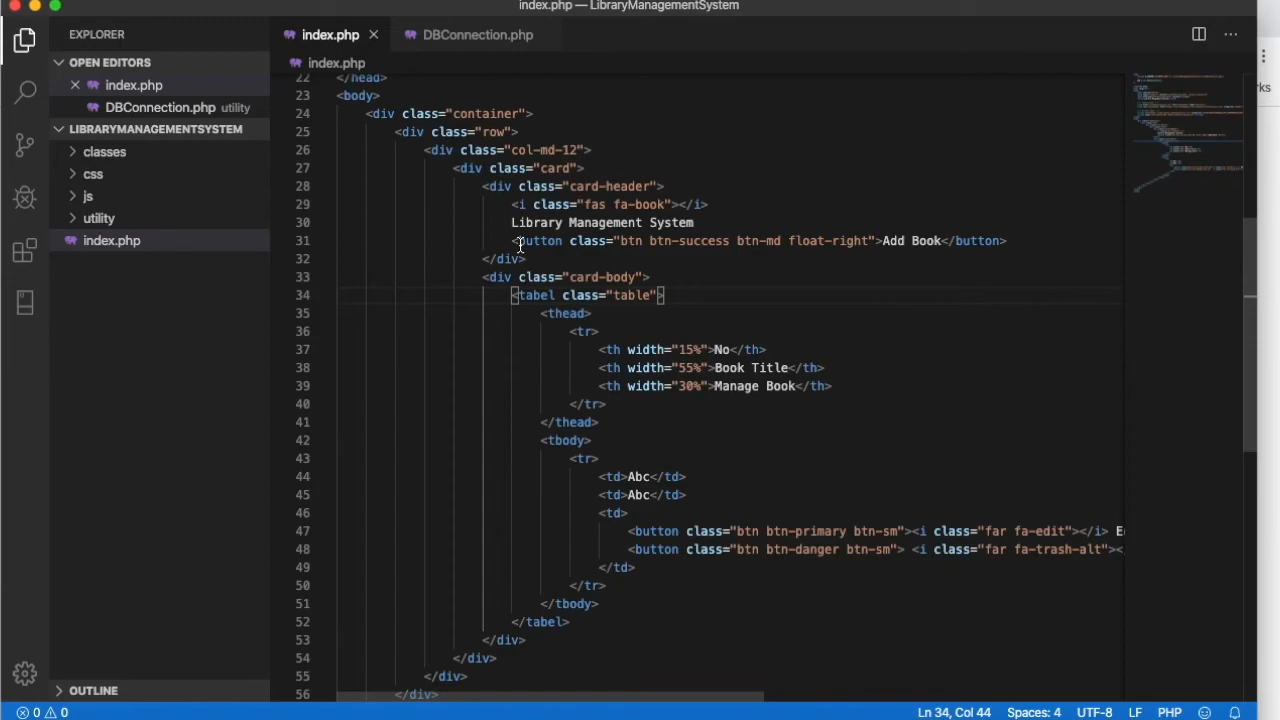 index.php — LibraryManagementSystem
EXPLORER
OPEN EDITORS
index.php
DBConnection.php utility
LIBRARYMANAGEMENTSYSTEM
classes
css
js
utility
index.php
OUTLINE
index.php
DBConnection.php
index.php
22 </head>
23 <body>
24 <div class="container">
25 <div class="row">
26 <div class="col-md-12">
27 <div class="card">
28 <div class="card-header">
29 <i class="fas fa-book"></i>
30 Library Management System
31 <button class="btn btn-success btn-md float-right">Add Book</button>
32 </div>
33 <div class="card-body">
34 <tabel class="table">
35 <thead>
36 <tr>
37 <th width="15%">No</th>
38 <th width="55%">Book Title</th>
39 <th width="30%">Manage Book</th>
40 </tr>
41 </thead>
42 <tbody>
43 <tr>
44 <td>Abc</td>
45 <td>Abc</td>
46 <td>
47 <button class="btn btn-primary btn-sm"><i class="far fa-edit"></i>
48 <button class="btn btn-danger btn-sm"> <i class="far fa-trash-alt"><
49 </td>
50 </tr>
51 </tbody>
52 </tabel>
53 </div>
54 </div>
55 </div>
56 </div>
0 0
Ln 34, Col 44
Spaces: 4
UTF-8
LF
PHP